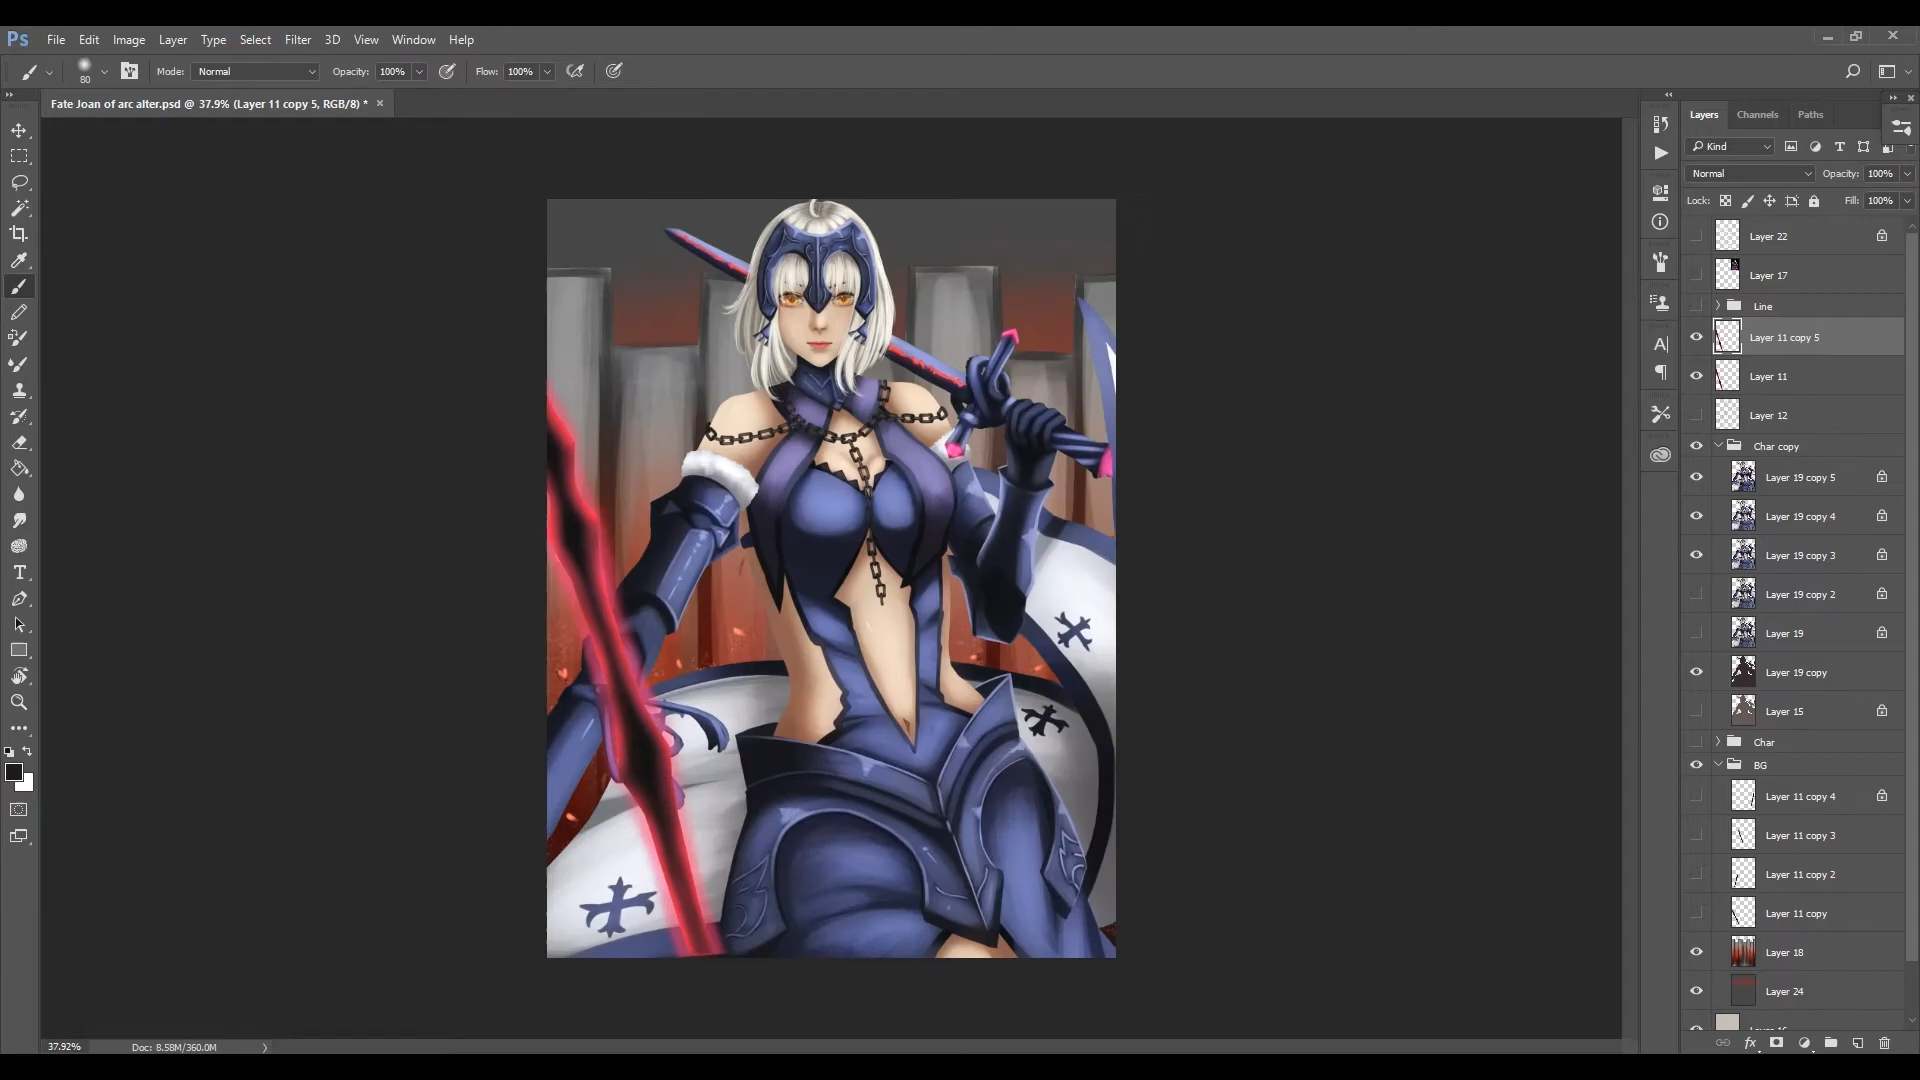 Ps File Edit Image Layer Type Select Filter 3D View Window Help
80 Mode: Normal Opacity: 100% Flow: 100%
Fate Joan of arc alter.psd @ 37.9% (Layer 11 copy 5, RGB/8) * ×
Layers Channels Paths
Kind
Normal Opacity: 100%
Lock: Fill: 100%
Layer 22
Layer 17
Line
Layer 11 copy 5
Layer 11
Layer 12
Char copy
Layer 19 copy 5
Layer 19 copy 4
Layer 19 copy 3
Layer 19 copy 2
Layer 19
Layer 19 copy
Layer 15
Char
BG
Layer 11 copy 4
Layer 11 copy 3
Layer 11 copy 2
Layer 11 copy
Layer 18
Layer 24
37.92% Doc: 8.58M/360.0M